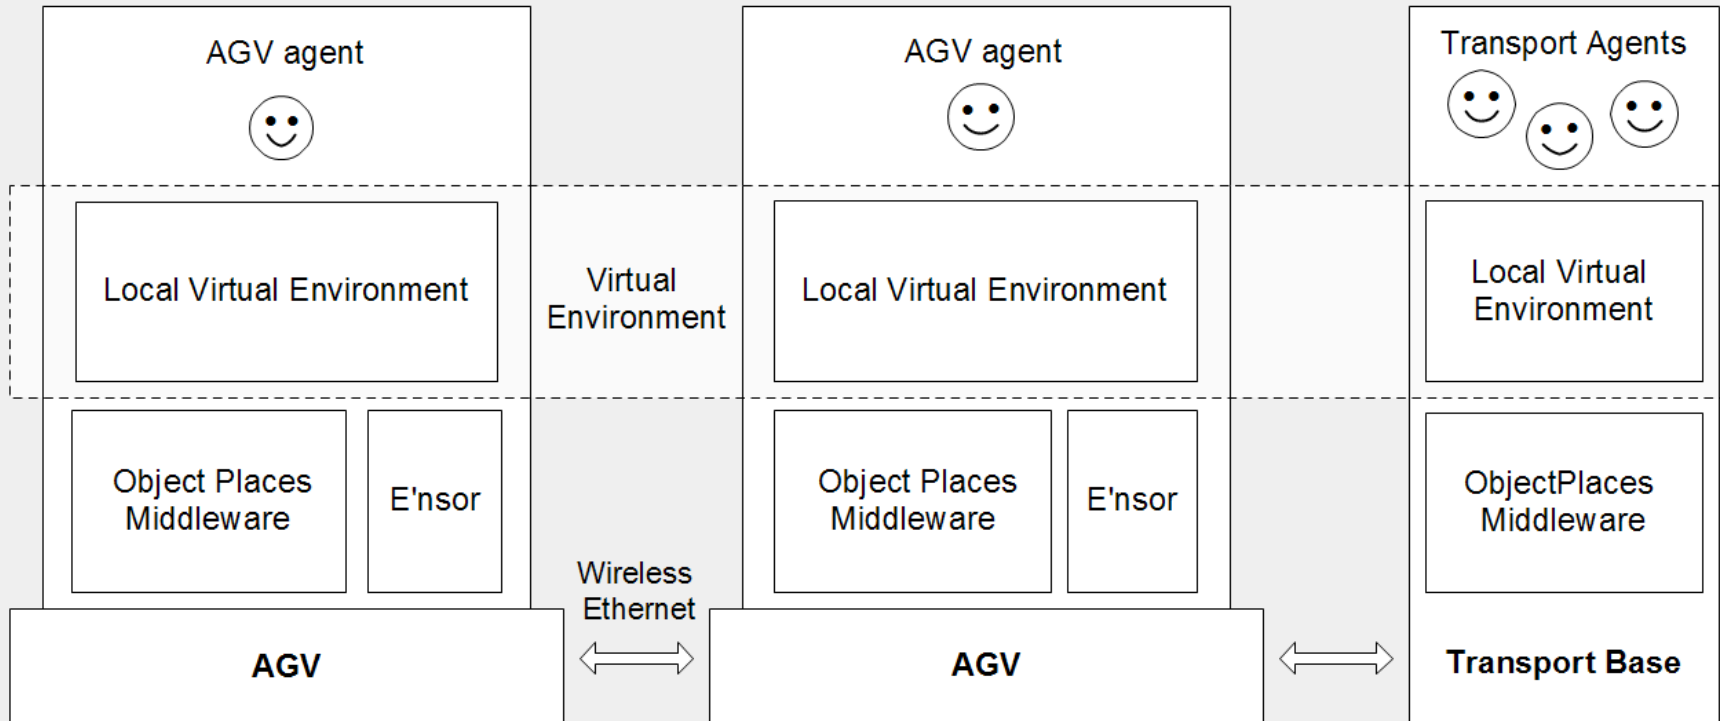 AGV agent
AGV agent
Transport Agents
Local Virtual Environment
Virtual
Environment
Local Virtual Environment
Local Virtual
Environment
Object Places
Middleware
E'nsor
Object Places
Middleware
E'nsor
ObjectPlaces
Middleware
Wireless
Ethernet
AGV
AGV
Transport Base